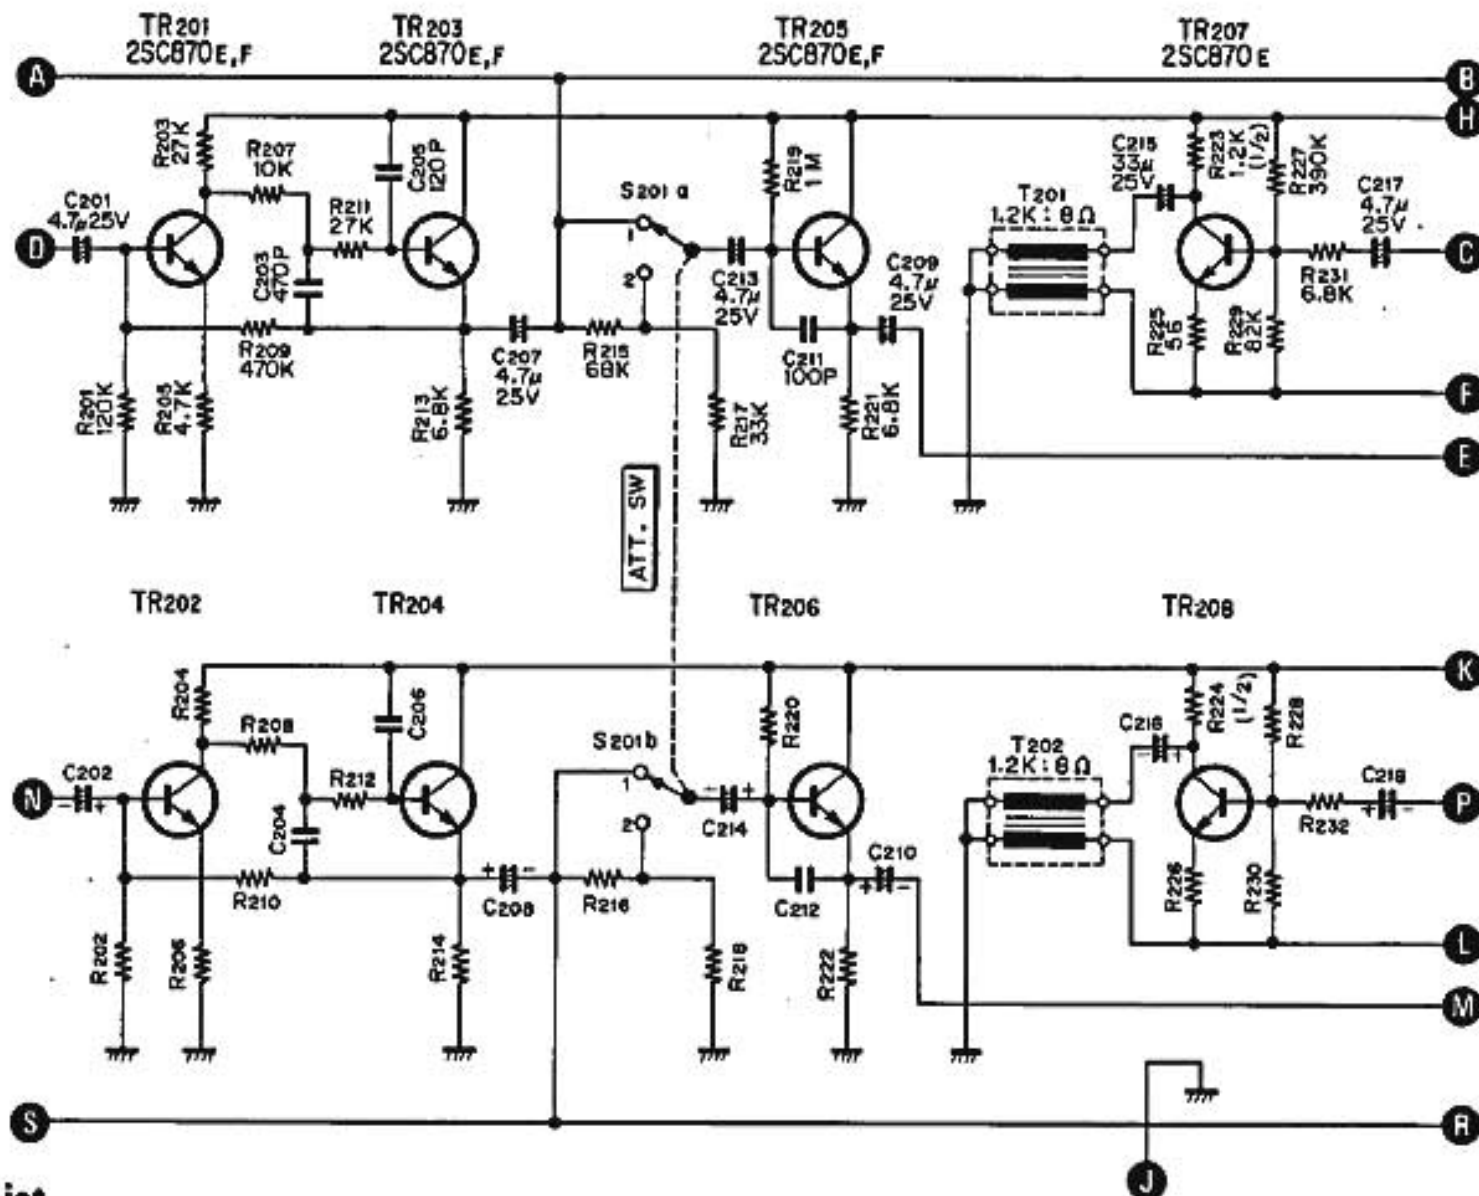 TR201
2SC870E,F
TR203
2SC870E,F
TR205
2SC870E,F
TR207
2SC870E
A
B
H
R203
27K
R207
10K
C205
120P
R219
1M
C215
33μ
25V
R223
1.2K
(1/2)
R227
390K
C201
4.7μ25V
R211
27K
S201a
T201
1.2K:8Ω
C217
4.7μ
25V
D
1
C
C203
470P
2
C213
4.7μ
25V
C209
4.7μ
25V
R231
6.8K
R209
470K
C207
4.7μ
25V
R215
68K
C211
100P
R225
56
R229
82K
R201
120K
R205
4.7K
R213
6.8K
R217
33K
R221
6.8K
F
E
ATT. SW
TR202
TR204
TR206
TR208
K
R204
R208
C206
S201b
R220
C216
R224
(1/2)
R228
T202
1.2K:8Ω
- +
C202
R212
1
- +
C218
N
- +
P
+ -
C204
2
C214
C210
R232
R210
+ -
C208
R216
C212
+ -
R226
R230
R202
R206
R214
R218
R222
L
M
S
R
J